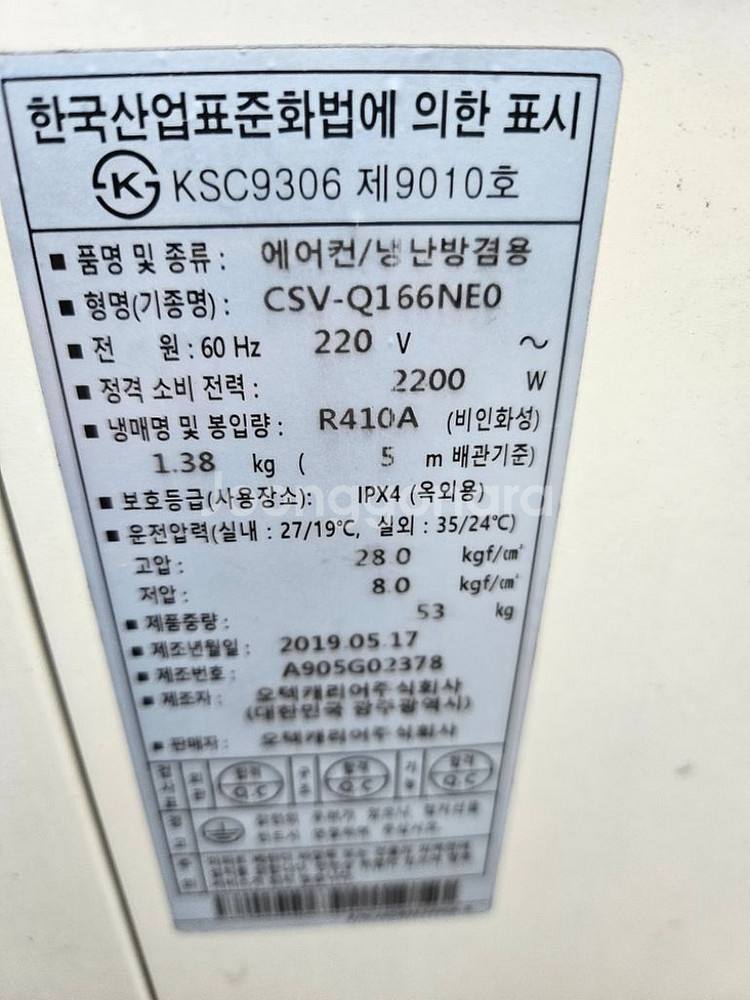 한국산업표준화법에 의한 표시
KS KSC9306 제9010호
■ 품명 및 종류 : 에어컨/냉난방겸용
■ 형명(기종명) : CSV-Q166NE0
■ 전 원 : 60 Hz 220 V ~
■ 정격 소비 전력 : 2200 W
■ 냉매명 및 봉입량 : R410A (비인화성)
1.38 kg ( 5 m 배관기준)
■ 보호등급(사용장소): IPX4 (옥외용)
■ 운전압력(실내 : 27/19℃, 실외 : 35/24℃)
고압 : 28.0 kgf/㎠
저압 : 8.0 kgf/㎠
■ 제품중량 : 53 kg
■ 제조년월일 : 2019.05.17
■ 제조번호 : A905G02378
■ 제조자 : 오텍캐리어주식회사
(대한민국 광주광역시)
■ 판매자 : 오텍캐리어주식회사
합격 합격 합격
Q.C Q.C Q.C
Joonggonara